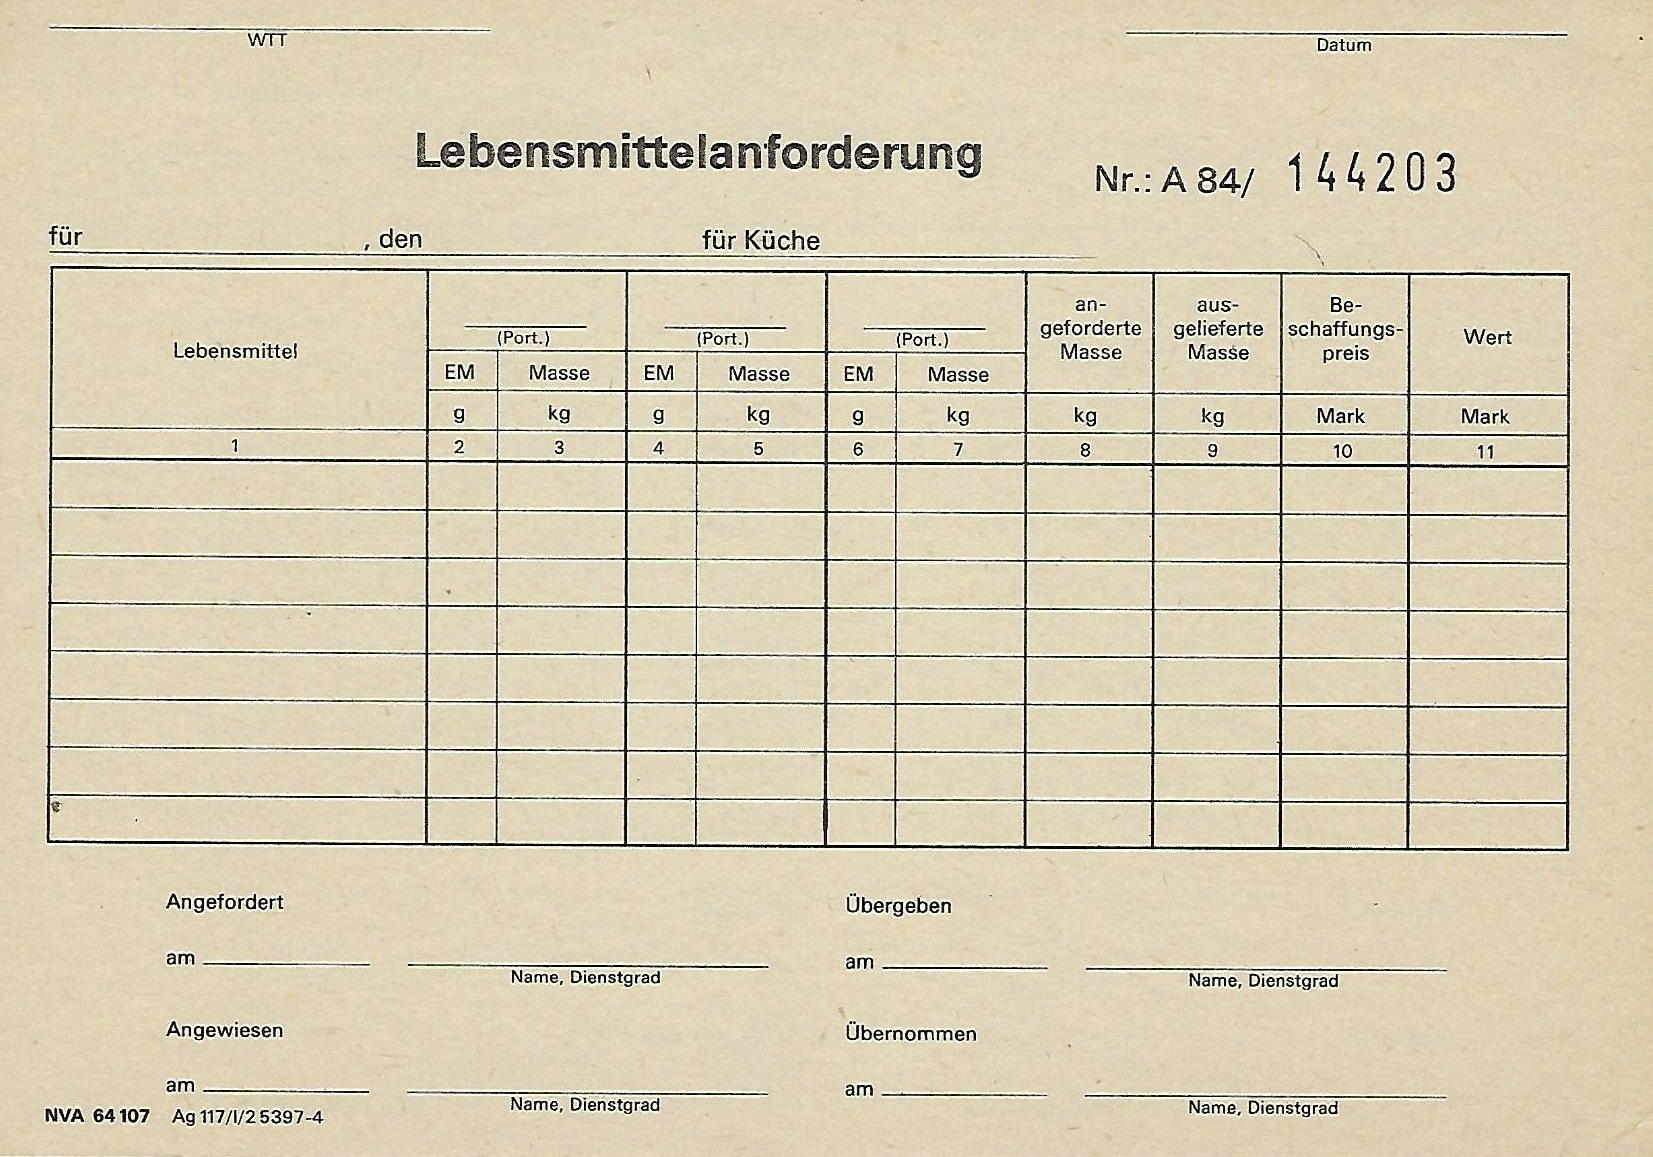 WTT Datum
Lebensmittelanforderung
Nr.: A 84/ 144203
für , den für Küche
Lebensmittel (Port.) (Port.) (Port.) an-geforderte Masse aus-gelieferte Masse Be-schaffungs-preis Wert
EM Masse EM Masse EM Masse
g kg g kg g kg kg kg Mark Mark
1 2 3 4 5 6 7 8 9 10 11
Angefordert Übergeben
am am
Name, Dienstgrad Name, Dienstgrad
Angewiesen Übernommen
am am
Name, Dienstgrad Name, Dienstgrad
NVA 64 107 Ag 117/I/2 5397-4